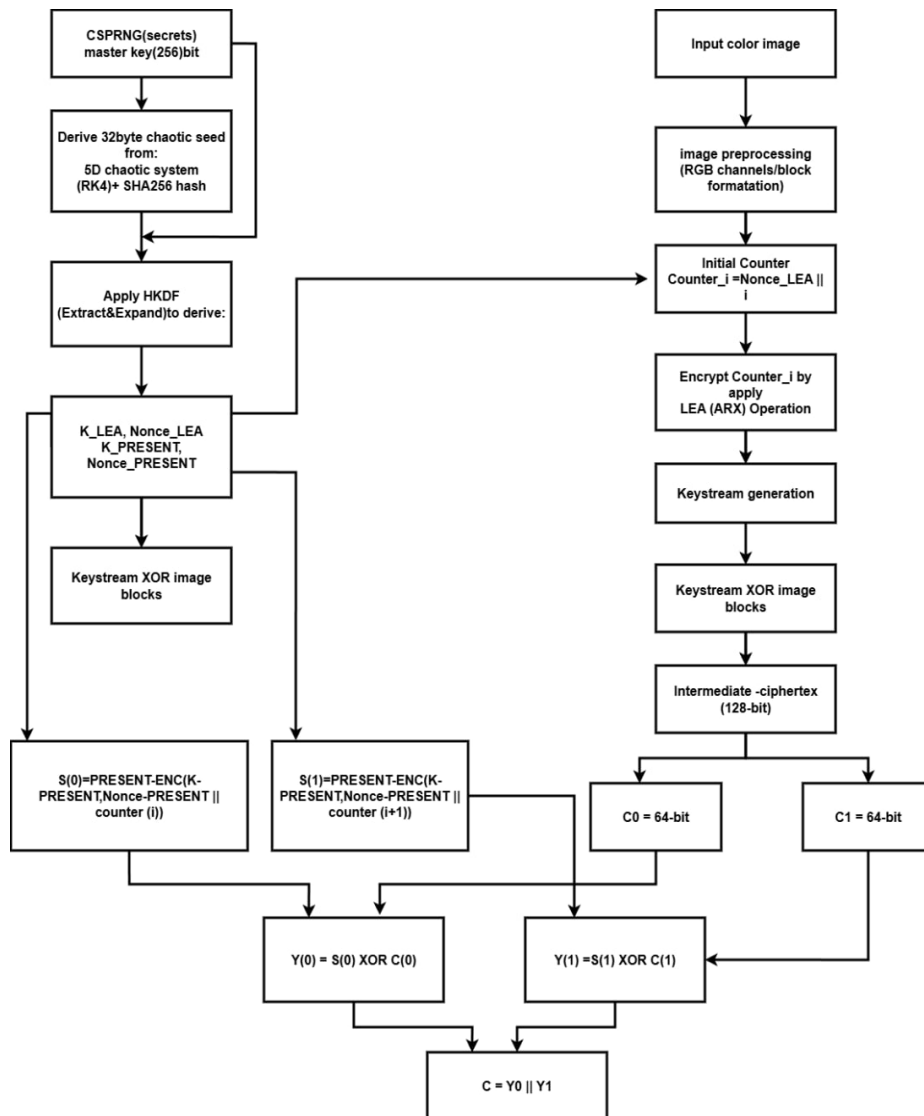 CSPRNG(secrets)
master key(256)bit
Derive 32byte chaotic seed
from:
5D chaotic system
(RK4)+ SHA256 hash
Apply HKDF
(Extract&Expand)to derive:
K_LEA, Nonce_LEA
K_PRESENT,
Nonce_PRESENT
Keystream XOR image
blocks
Input color image
image preprocessing
(RGB channels/block
formatation)
Initial Counter
Counter_i =Nonce_LEA ||
i
Encrypt Counter_i by
apply
LEA (ARX) Operation
Keystream generation
Keystream XOR image
blocks
Intermediate -ciphertex
(128-bit)
S(0)=PRESENT-ENC(K-
PRESENT,Nonce-PRESENT ||
counter (i))
S(1)=PRESENT-ENC(K-
PRESENT,Nonce-PRESENT ||
counter (i+1))
C0 = 64-bit
C1 = 64-bit
Y(0) = S(0) XOR C(0)
Y(1) =S(1) XOR C(1)
C = Y0 || Y1